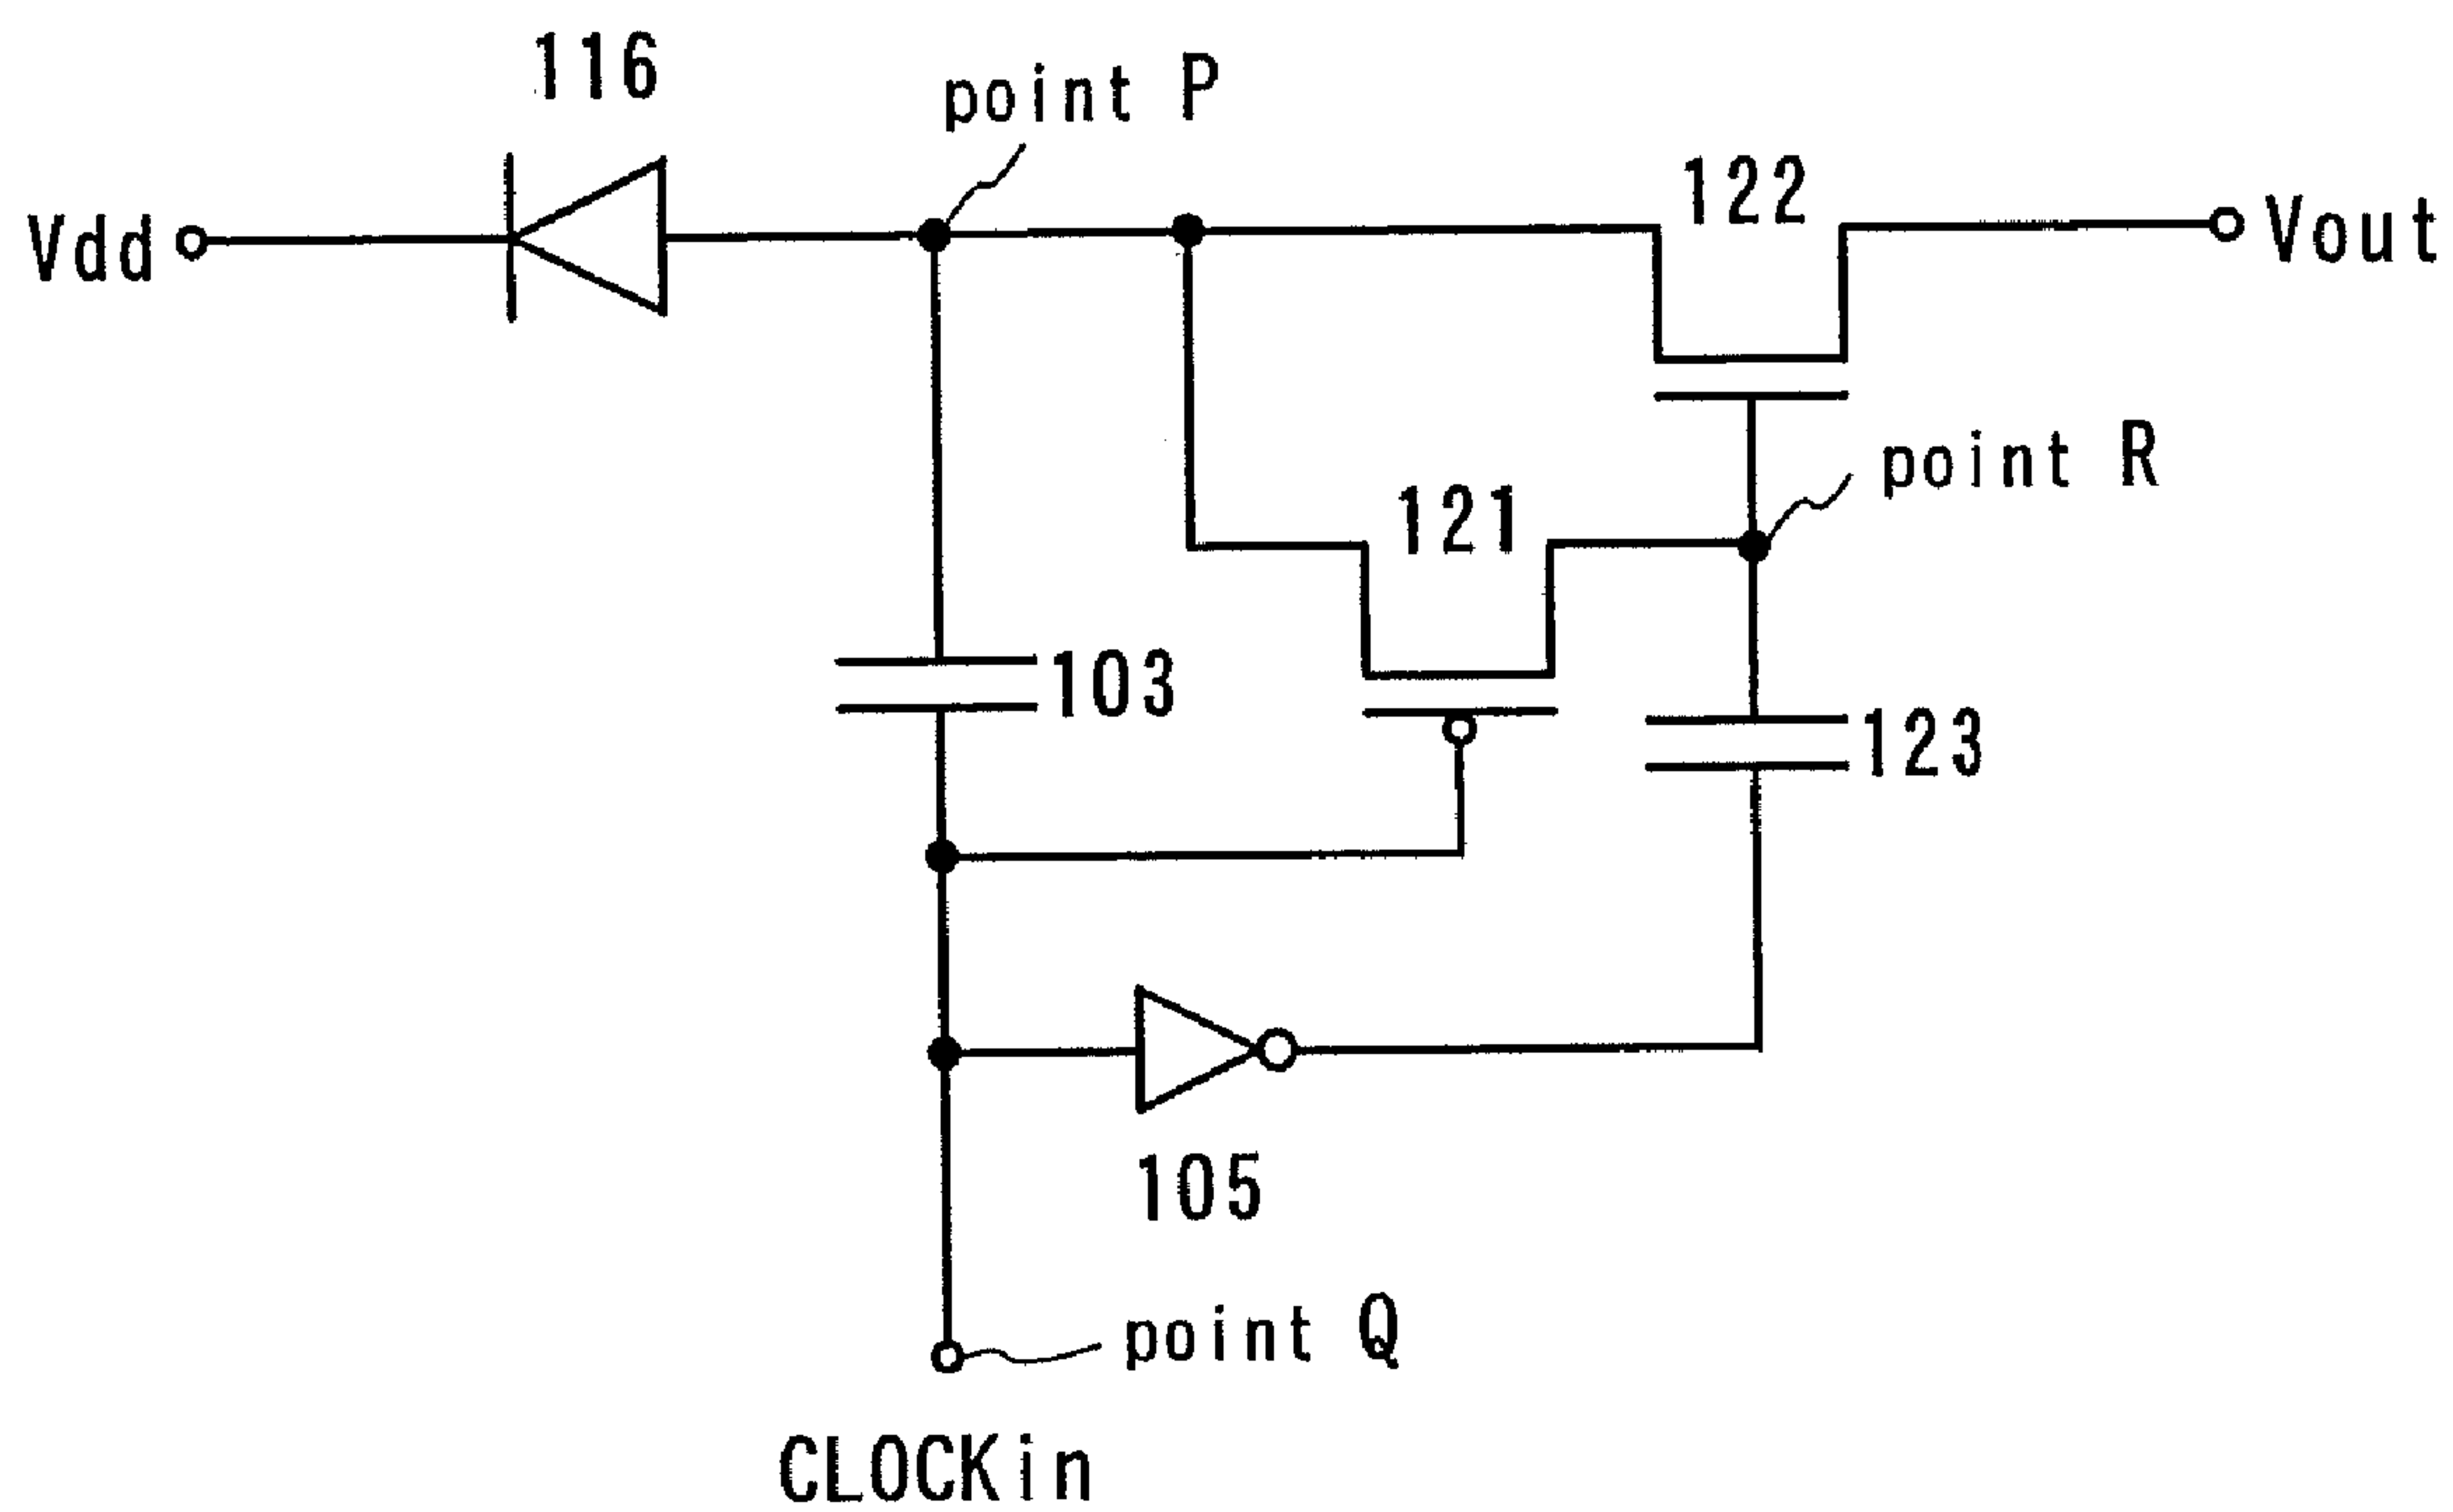 116
point P
122
Vdd
Vout
point R
121
103
123
105
point Q
CLOCKin